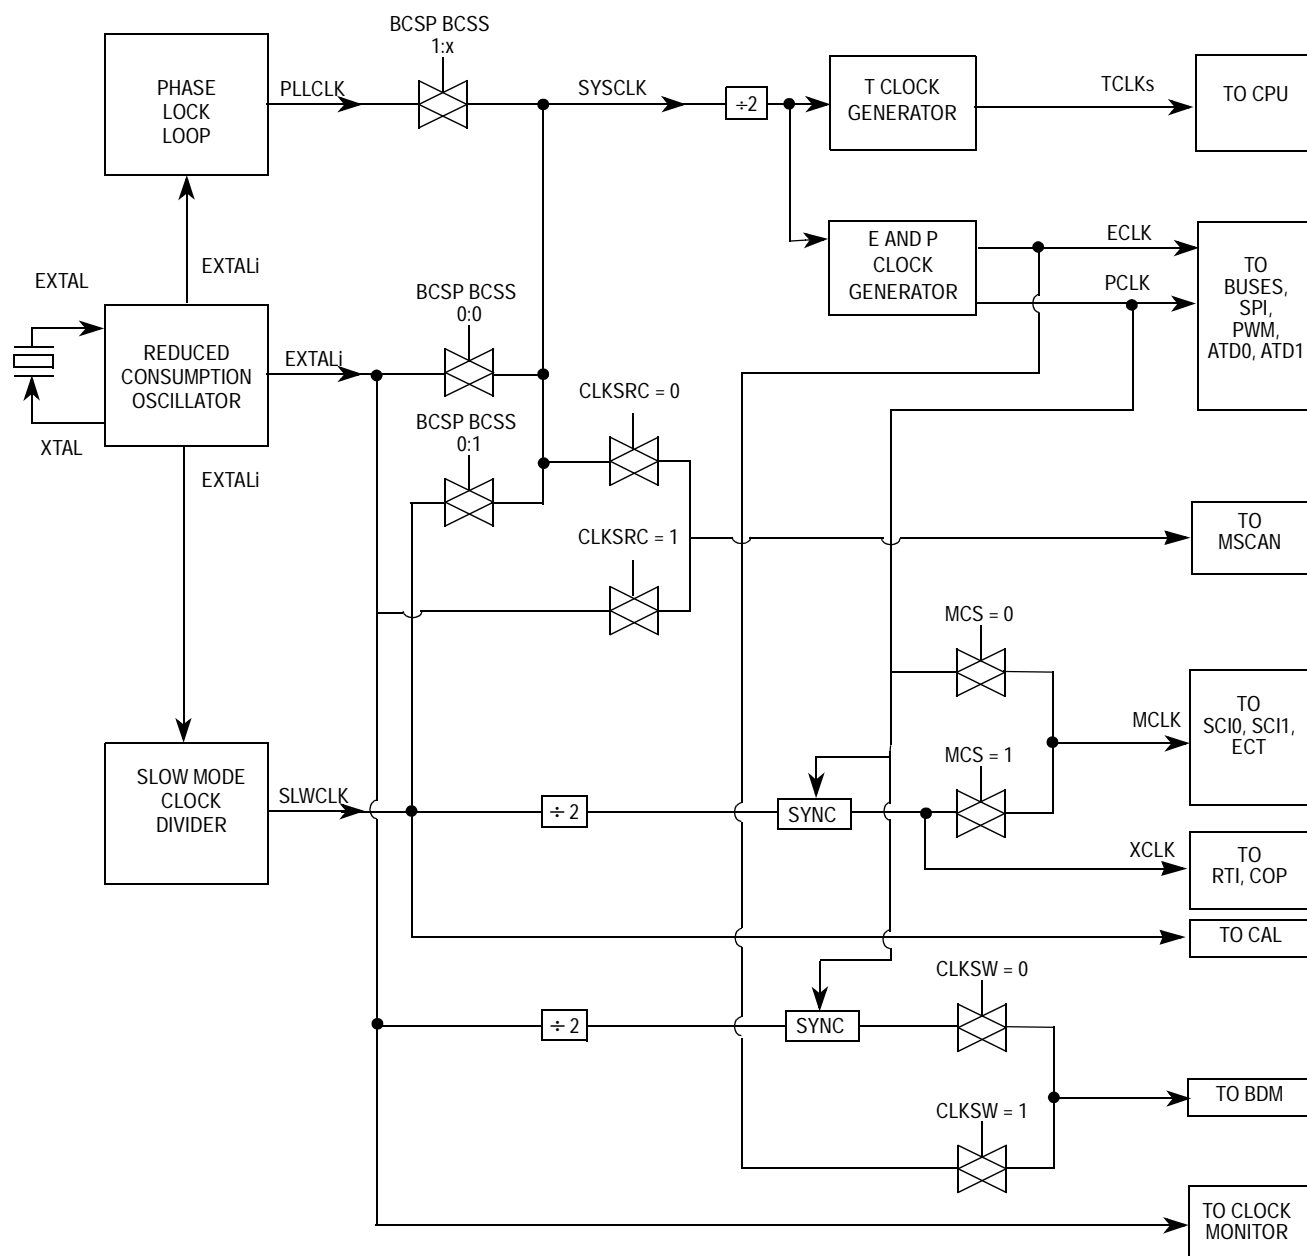 BCSP BCSS
1:x
PHASE
LOCK
LOOP
PLLCLK
SYSCLK
÷2
T CLOCK
GENERATOR
TCLKs
TO CPU
EXTALi
E AND P
CLOCK
GENERATOR
ECLK
PCLK
TO
BUSES,
SPI,
PWM,
ATD0, ATD1
EXTAL
REDUCED
CONSUMPTION
OSCILLATOR
XTAL
EXTALi
BCSP BCSS
0:0
BCSP BCSS
0:1
CLKSRC = 0
EXTALi
CLKSRC = 1
TO
MSCAN
MCS = 0
MCS = 1
MCLK
TO
SCI0, SCI1,
ECT
SLOW MODE
CLOCK
DIVIDER
SLWCLK
÷ 2
SYNC
XCLK
TO
RTI, COP
TO CAL
CLKSW = 0
÷ 2
SYNC
CLKSW = 1
TO BDM
TO CLOCK
MONITOR